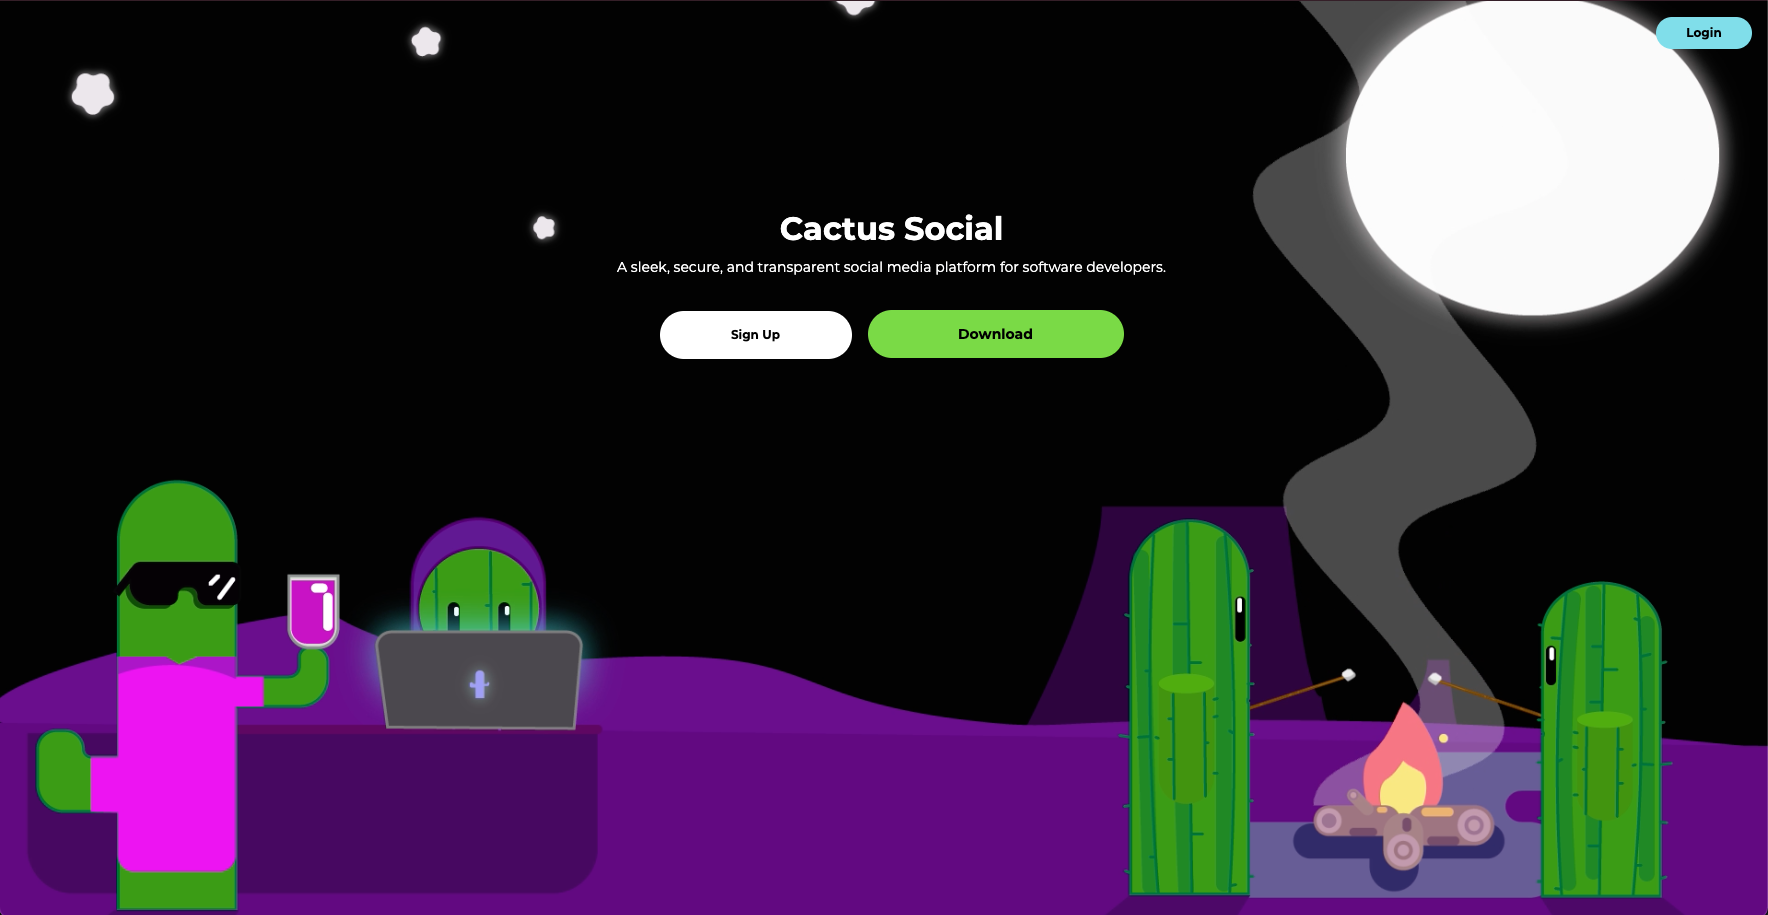 Login
Cactus Social
A sleek, secure, and transparent social media platform for software developers.
Sign Up
Download